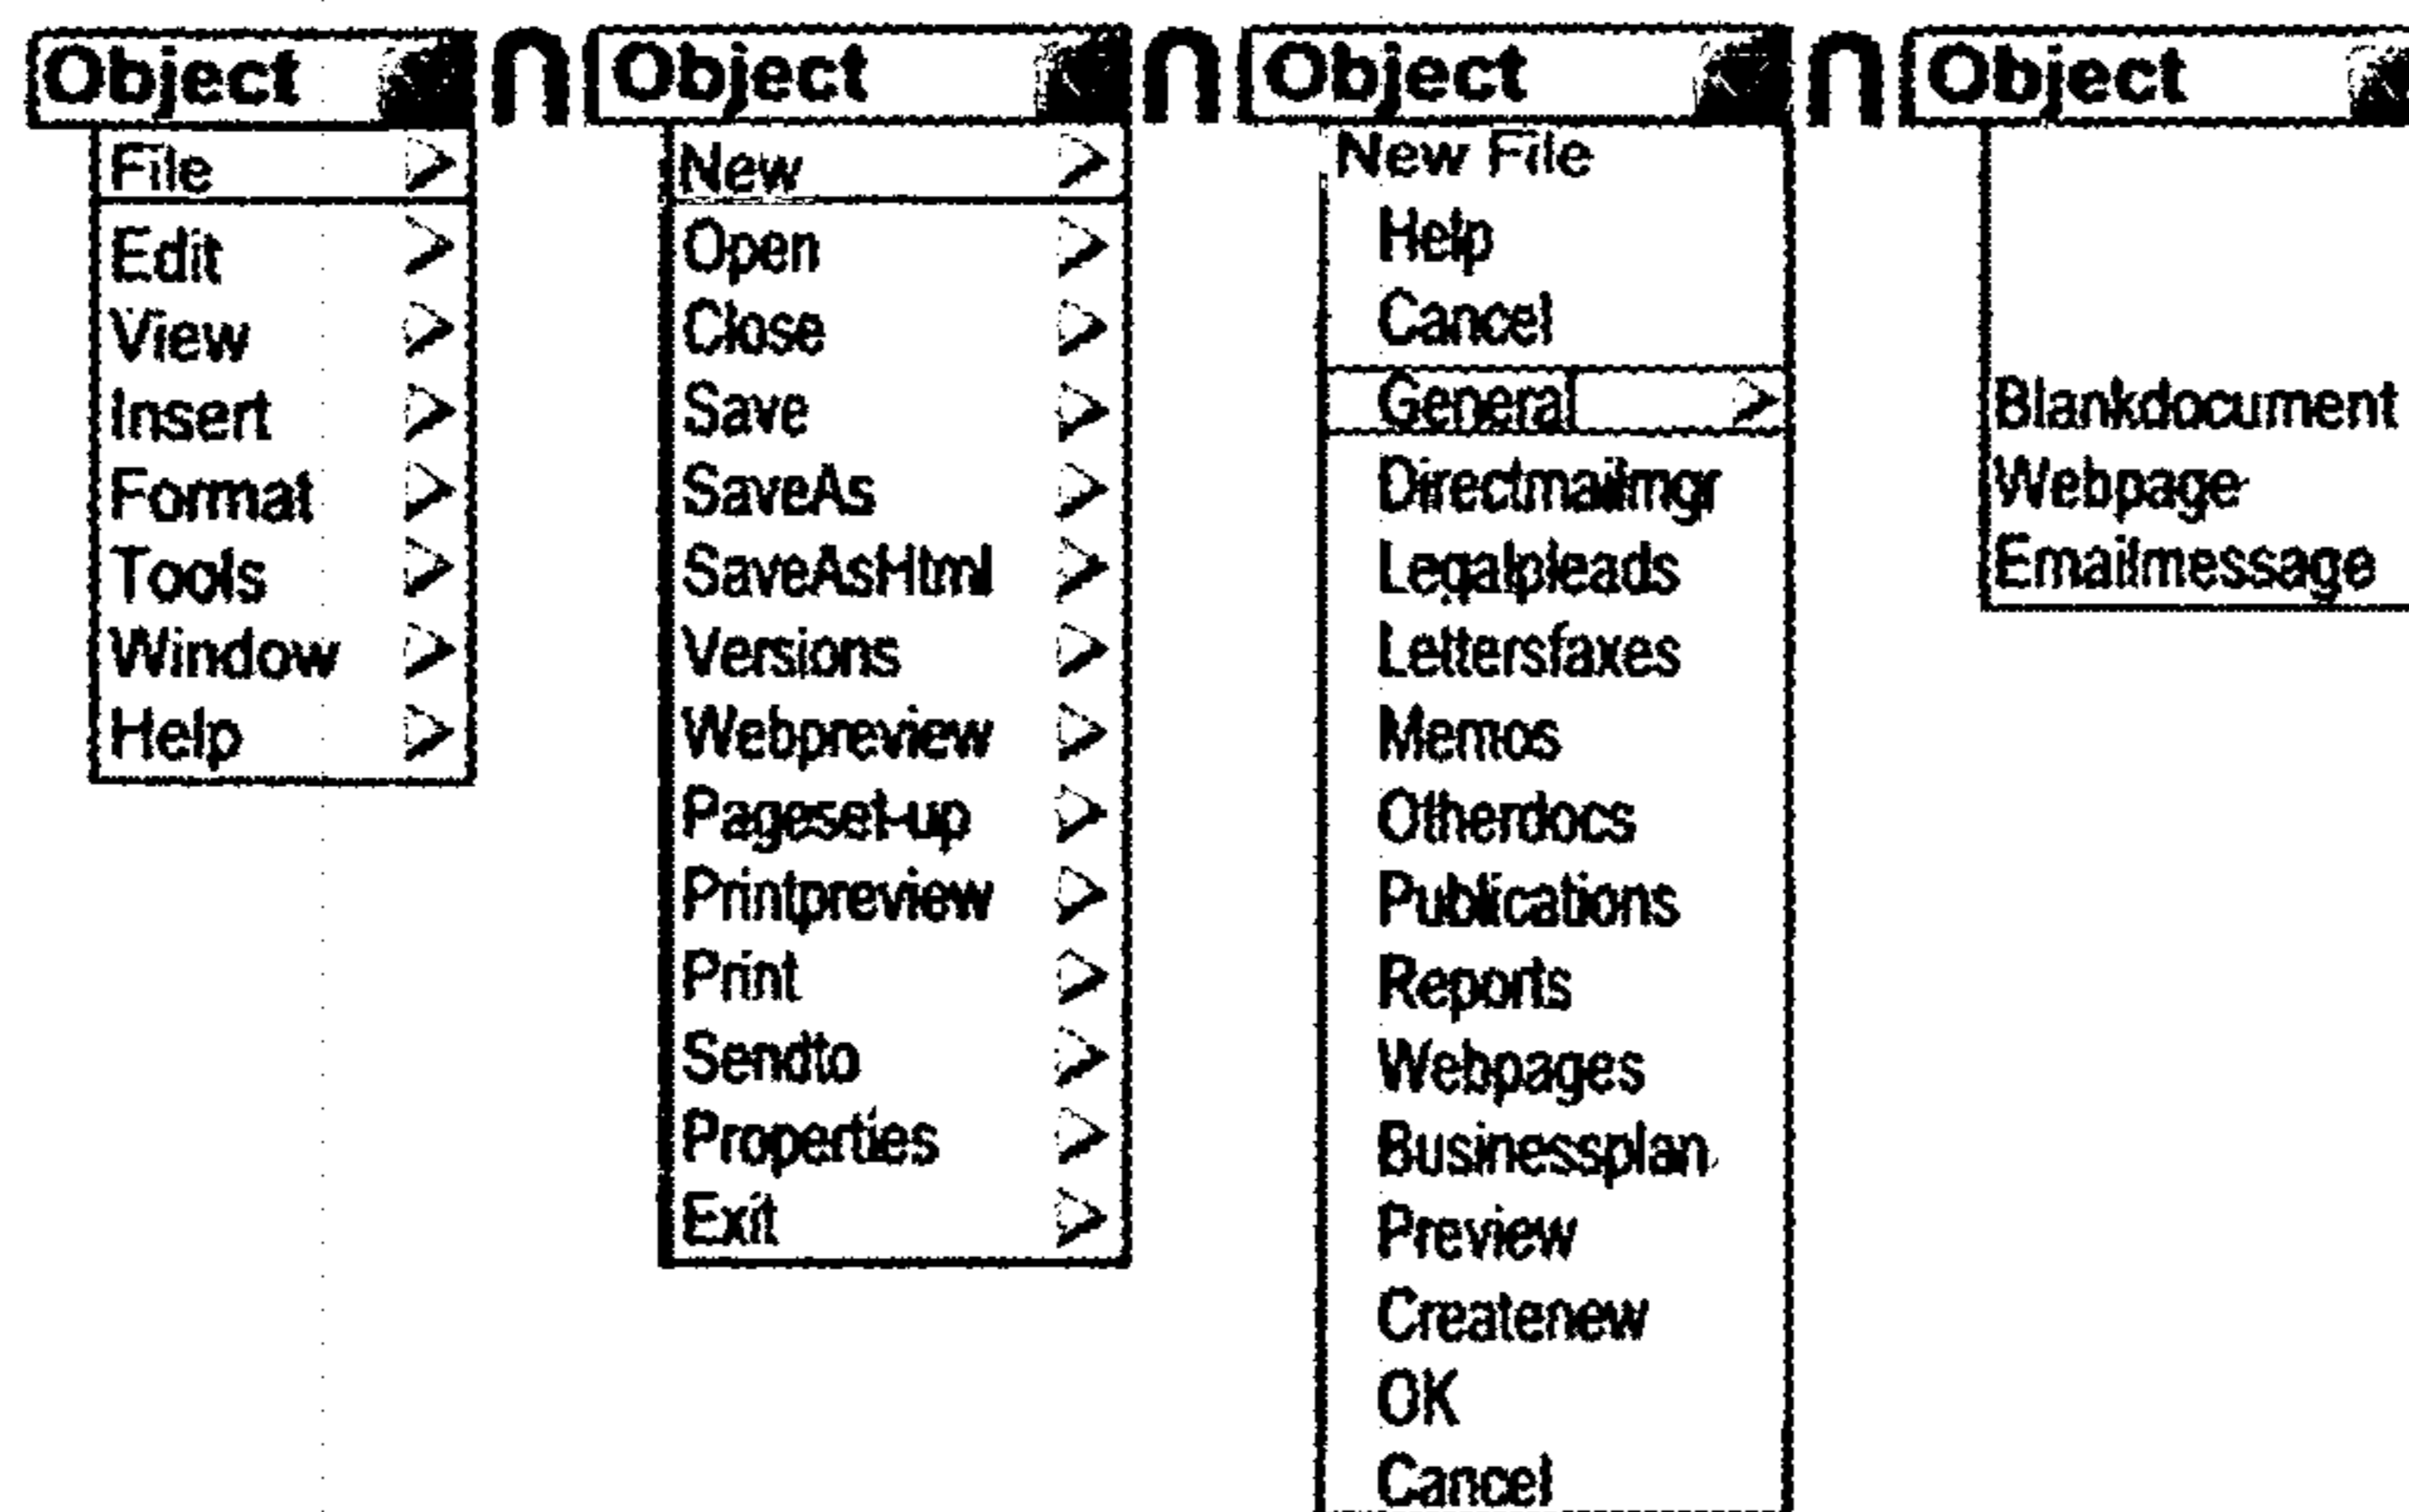 Object ∩ Object ∩ Object ∩ Object
File
Edit
View
Insert
Format
Tools
Window
Help
New
Open
Close
Save
SaveAs
SaveAsHtml
Versions
Webpreview
Pageset-up
Printpreview
Print
Sendto
Properties
Exit
New File
Help
Cancel
General
Directmailmgr
Legalpleads
Lettersfaxes
Memos
Otherdocs
Publications
Reports
Webpages
Businessplan
Preview
Createnew
OK
Cancel
Blankdocument
Webpage
Emailmessage